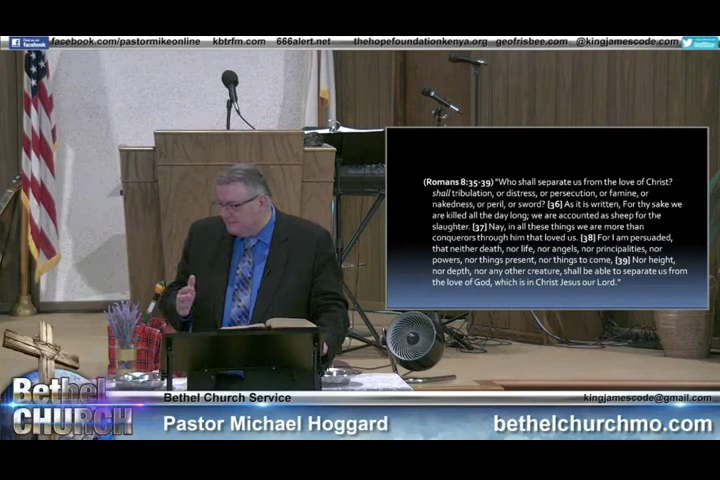 Find us on facebook
facebook.com/pastormikeonline kbtrfm.com 666alert.net thehopefoundationkenya.org geofrisbee.com @kingjamescode.com
(Romans 8:35-39) "Who shall separate us from the love of Christ?
shall tribulation, or distress, or persecution, or famine, or
nakedness, or peril, or sword? [36] As it is written, For thy sake we
are killed all the day long; we are accounted as sheep for the
slaughter. [37] Nay, in all these things we are more than
conquerors through him that loved us. [38] For I am persuaded,
that neither death, nor life, nor angels, nor principalities, nor
powers, nor things present, nor things to come, [39] Nor height,
nor depth, nor any other creature, shall be able to separate us from
the love of God, which is in Christ Jesus our Lord."
Bethel
CHURCH
Bethel Church Service kingjamescode@gmail.com
Pastor Michael Hoggard bethelchurchmo.com